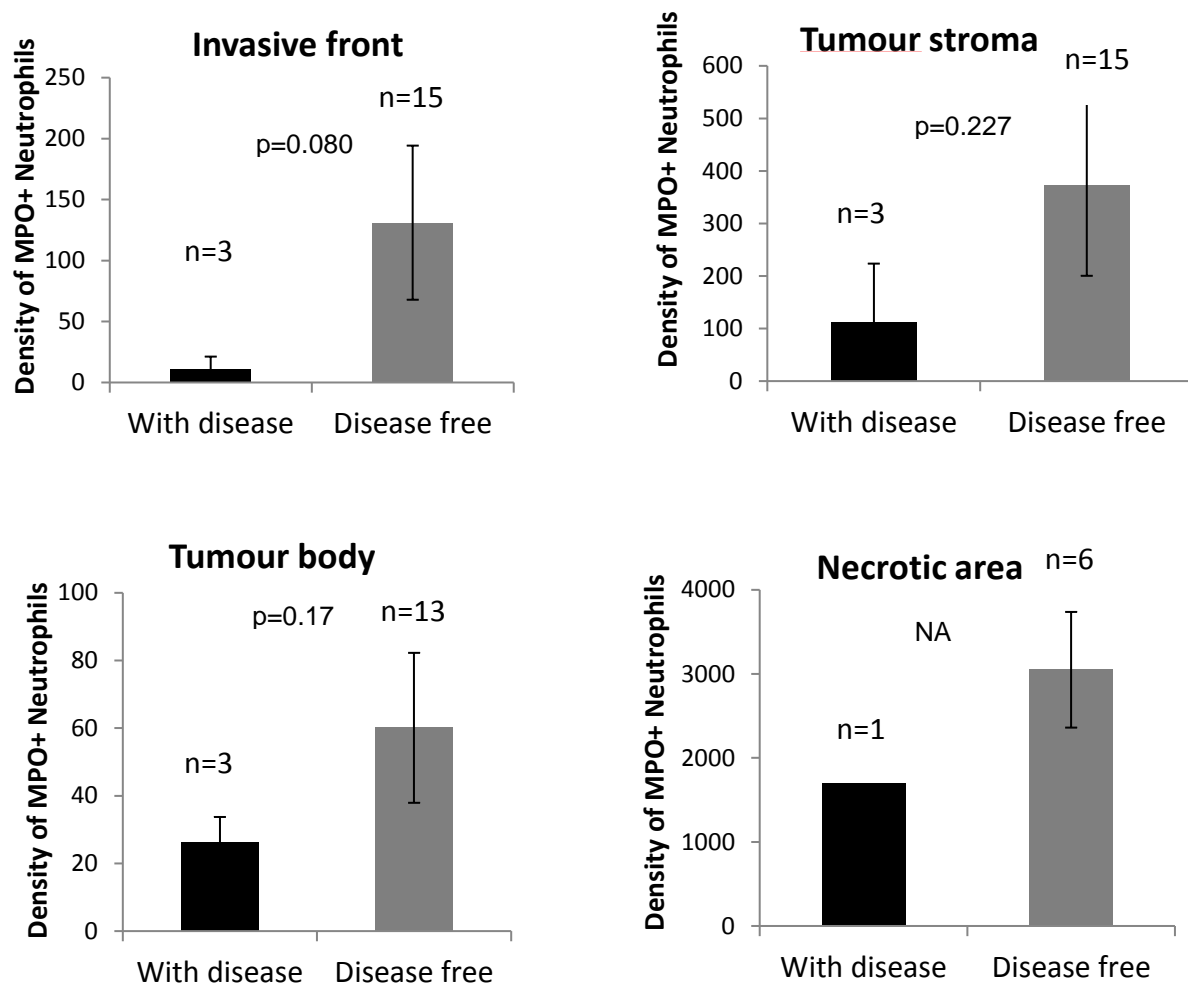 Invasive front
Density of MPO+ Neutrophils
250
200
150
100
50
0
n=3
p=0.080
n=15
With disease
Disease free
Tumour stroma
Density of MPO+ Neutrophils
600
500
400
300
200
100
0
n=3
p=0.227
n=15
With disease
Disease free
Tumour body
Density of MPO+ Neutrophils
100
80
60
40
20
0
n=3
p=0.17
n=13
With disease
Disease free
Necrotic area
Density of MPO+ Neutrophils
4000
3000
2000
1000
0
n=1
NA
n=6
With disease
Disease free